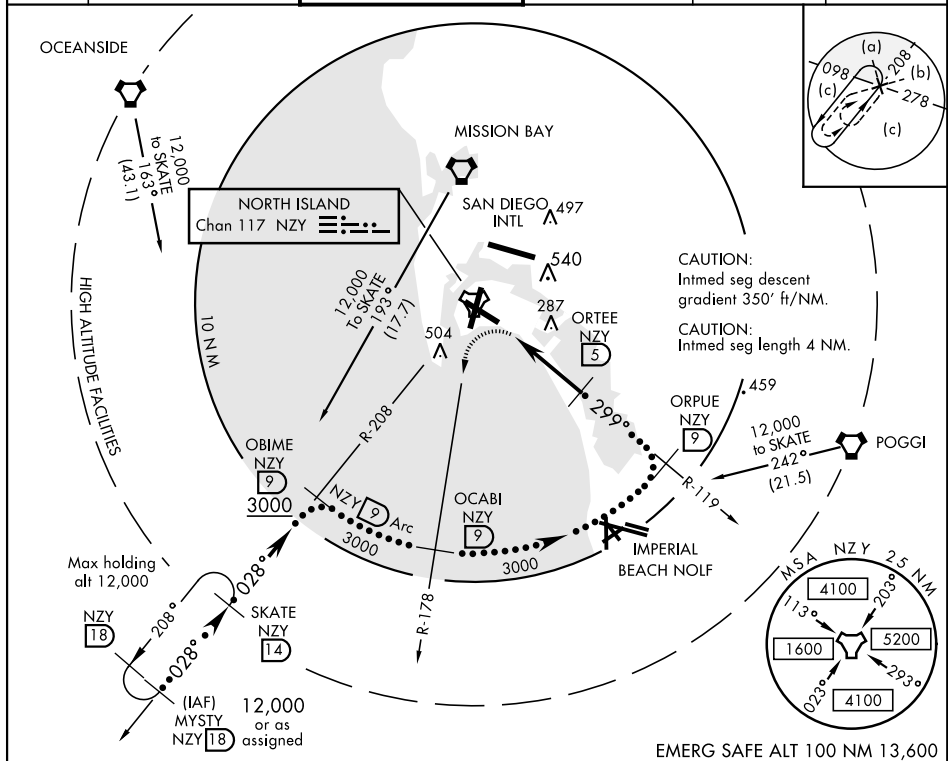 OCEANSIDE
12,000
to SKATE
163°
(43.1)
(a)
208
098
(b)
(c)
278
(c)
MISSION BAY
NORTH ISLAND
Chan 117 NZY
SAN DIEGO
INTL
497
540
287
504
12,000
To SKATE
193°
(17.7)
CAUTION:
Intmed seg descent
gradient 350' ft/NM.
CAUTION:
Intmed seg length 4 NM.
10 NM
HIGH ALTITUDE FACILITIES
ORTEE
NZY
5
459
ORPUE
NZY
9
299°
R-119
12,000
to SKATE
242°
(21.5)
POGGI
R-208
OBIME
NZY
9
3000
NZY 9 Arc
3000
OCABI
NZY
9
3000
IMPERIAL
BEACH NOLF
R-178
028°
Max holding
alt 12,000
NZY
18
208°
028°
SKATE
NZY
14
(IAF)
MYSTY
NZY 18
12,000
or as
assigned
MSA NZY 25 NM
4100
113°
203°
1600
5200
023°
293°
4100
EMERG SAFE ALT 100 NM 13,600